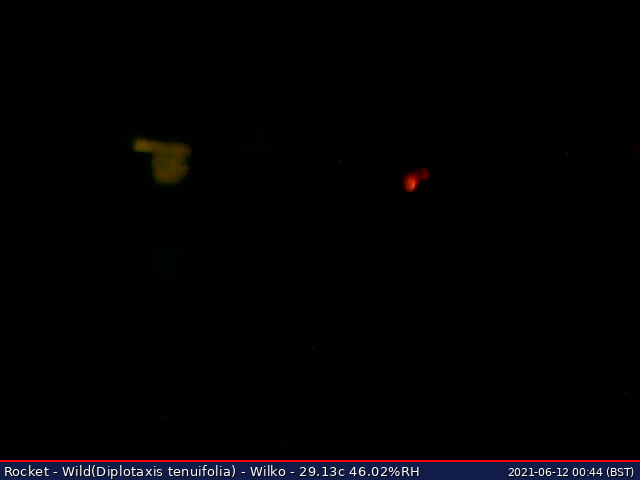 Rocket - Wild(Diplotaxis tenuifolia) - Wilko - 29.13c 46.02%RH
2021-06-12 00:44 (BST)